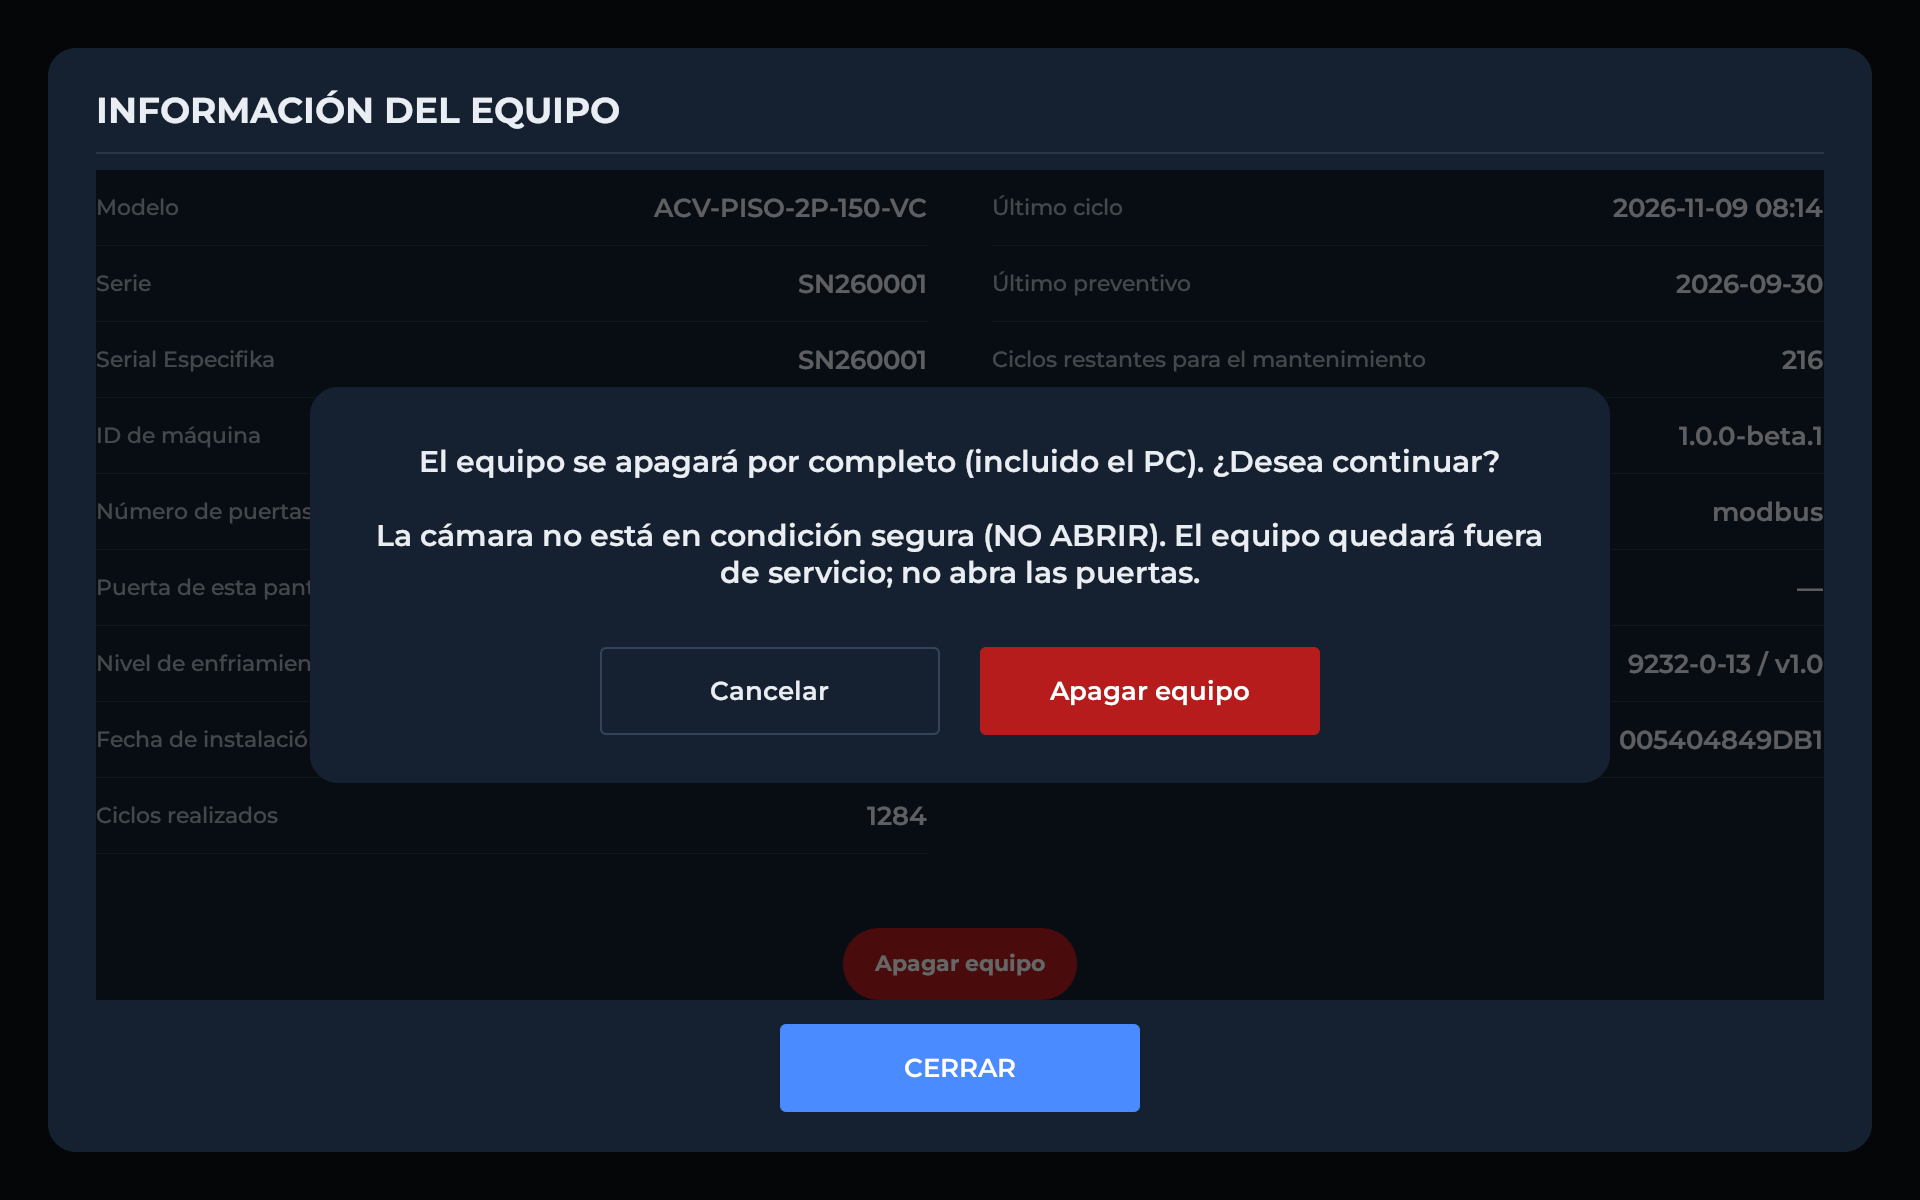 INFORMACIÓN DEL EQUIPO
Modelo ACV-PISO-2P-150-VC
Último ciclo 2026-11-09 08:14
Serie SN260001
Último preventivo 2026-09-30
Serial Especifika SN260001
Ciclos restantes para el mantenimiento 216
ID de máquina
1.0.0-beta.1
Número de puertas
modbus
Puerta de esta
—
Nivel de
9232-0-13 / v1.0
Fecha de
005404849DB1
Ciclos realizados 1284
El equipo se apagará por completo (incluido el PC). ¿Desea continuar?
La cámara no está en condición segura (NO ABRIR). El equipo quedará fuera
de servicio; no abra las puertas.
Cancelar
Apagar equipo
Apagar equipo
CERRAR